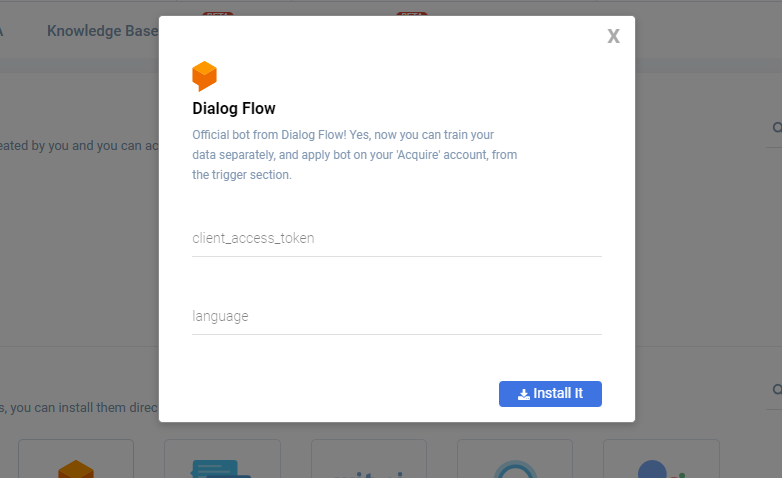 Knowledge Base
X
Dialog Flow
Official bot from Dialog Flow! Yes, now you can train your
data separately, and apply bot on your 'Acquire' account, from
the trigger section.
eated by you and you can ac
client_access_token
language
Install It
s, you can install them direc